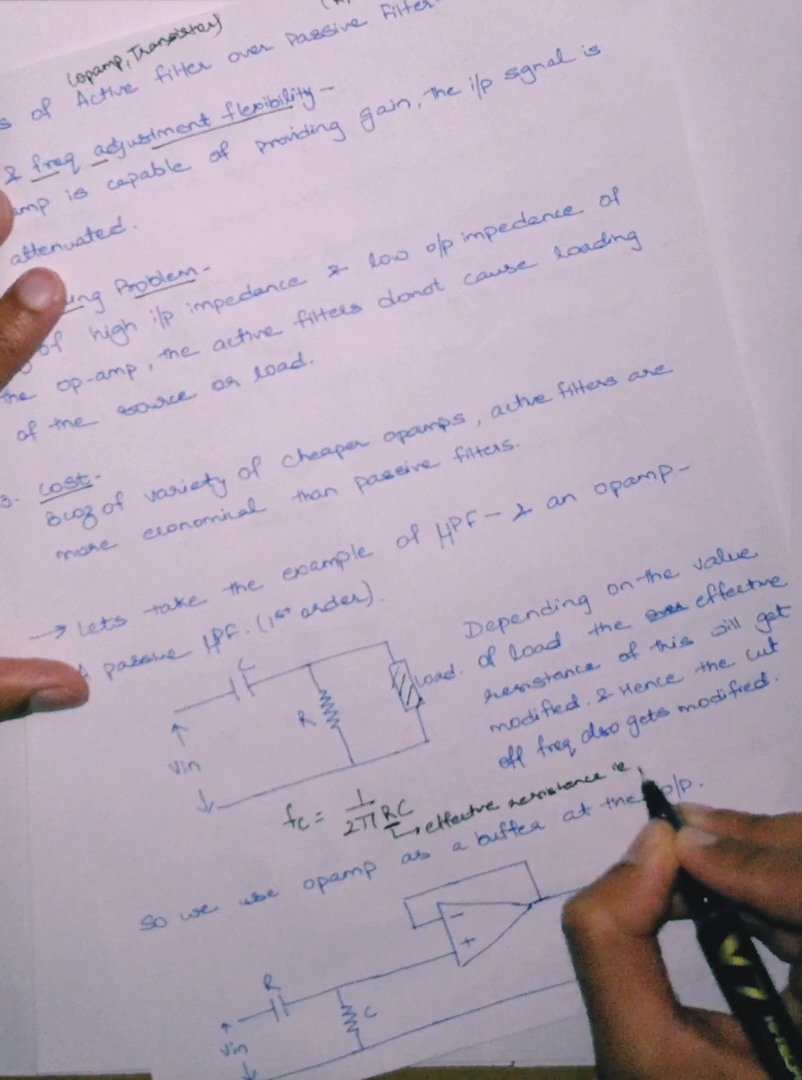 (opamp, Transistor)
s of Active filter over Passive Filter
& freq adjustment flexibility -
amp is capable of providing gain, the i/p signal is
attenuated.
ing Problem -
of high i/p impedance & low o/p impedance of
the op-amp, the active filters donot cause loading
of the source or load.
3. Cost -
Bcoz of variety of cheaper opamps, active filters are
more economical than passive filters.
→ Lets take the example of HPF - & an opamp -
passive HPF. (1st order).
C
R
Load.
Vin
Depending on the value
of load the effective
resistance of this will get
modified. & Hence the cut
off freq also gets modified.
fc = 1/2πRC
→ effective resistance is
So we use opamp as a buffer at the o/p.
-
+
R
C
Vin